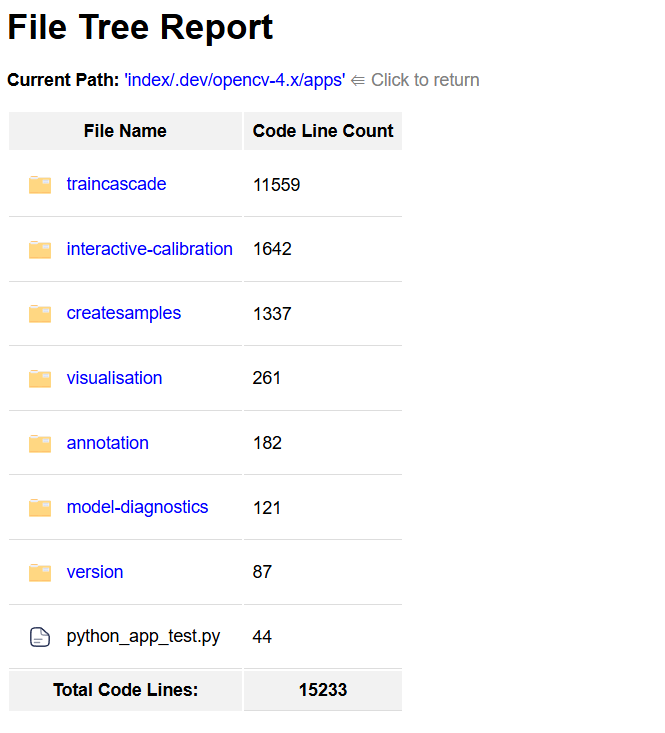 File Tree Report
Current Path: 'index/.dev/opencv-4.x/apps' ⇚ Click to return
File Name Code Line Count
traincascade 11559
interactive-calibration 1642
createsamples 1337
visualisation 261
annotation 182
model-diagnostics 121
version 87
python_app_test.py 44
Total Code Lines: 15233